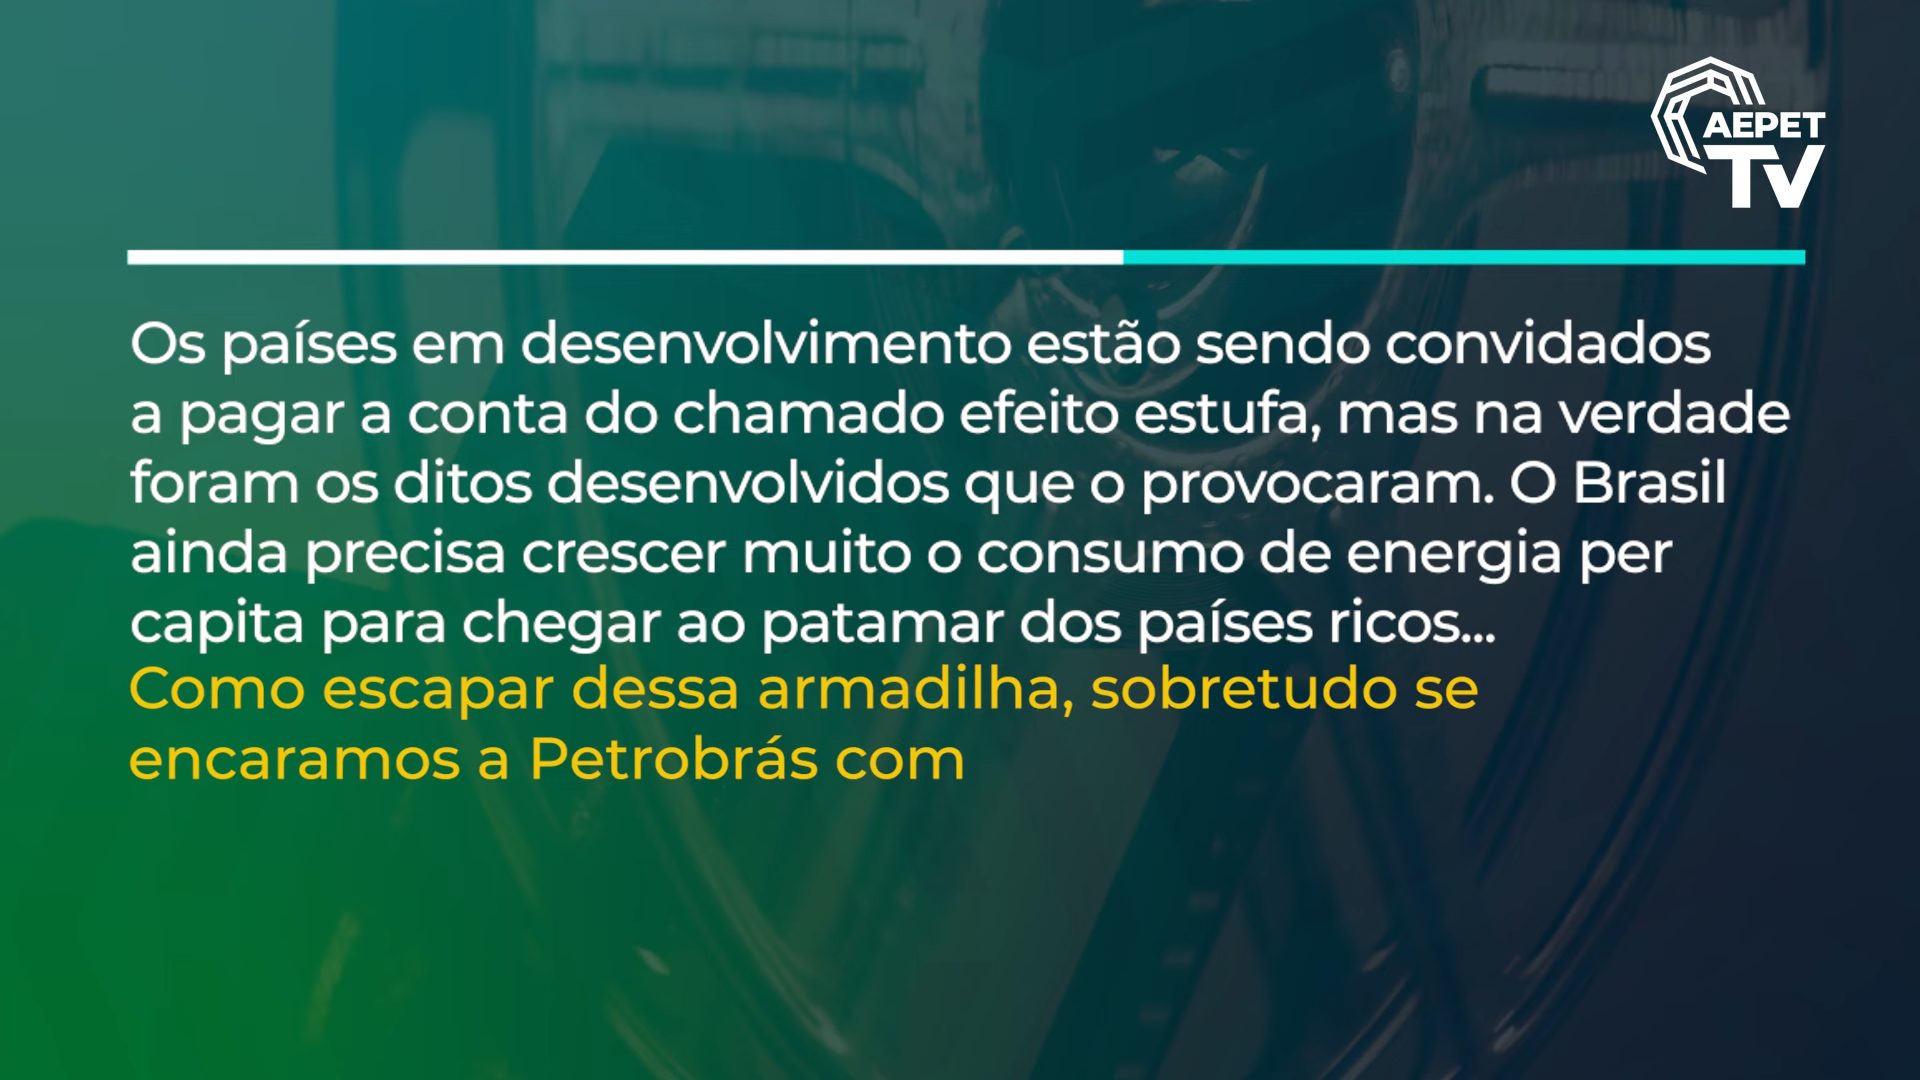 AEPET
TV
Os países em desenvolvimento estão sendo convidados
a pagar a conta do chamado efeito estufa, mas na verdade
foram os ditos desenvolvidos que o provocaram. O Brasil
ainda precisa crescer muito o consumo de energia per
capita para chegar ao patamar dos países ricos...
Como escapar dessa armadilha, sobretudo se
encaramos a Petrobrás com